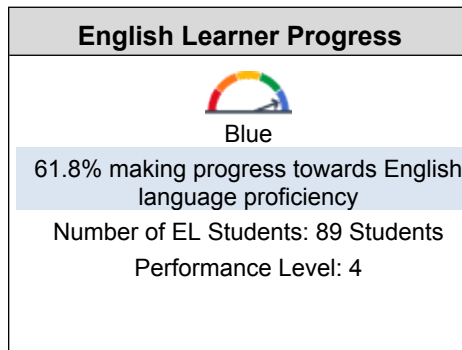 English Learner Progress
Blue
61.8% making progress towards English
language proficiency
Number of EL Students: 89 Students
Performance Level: 4